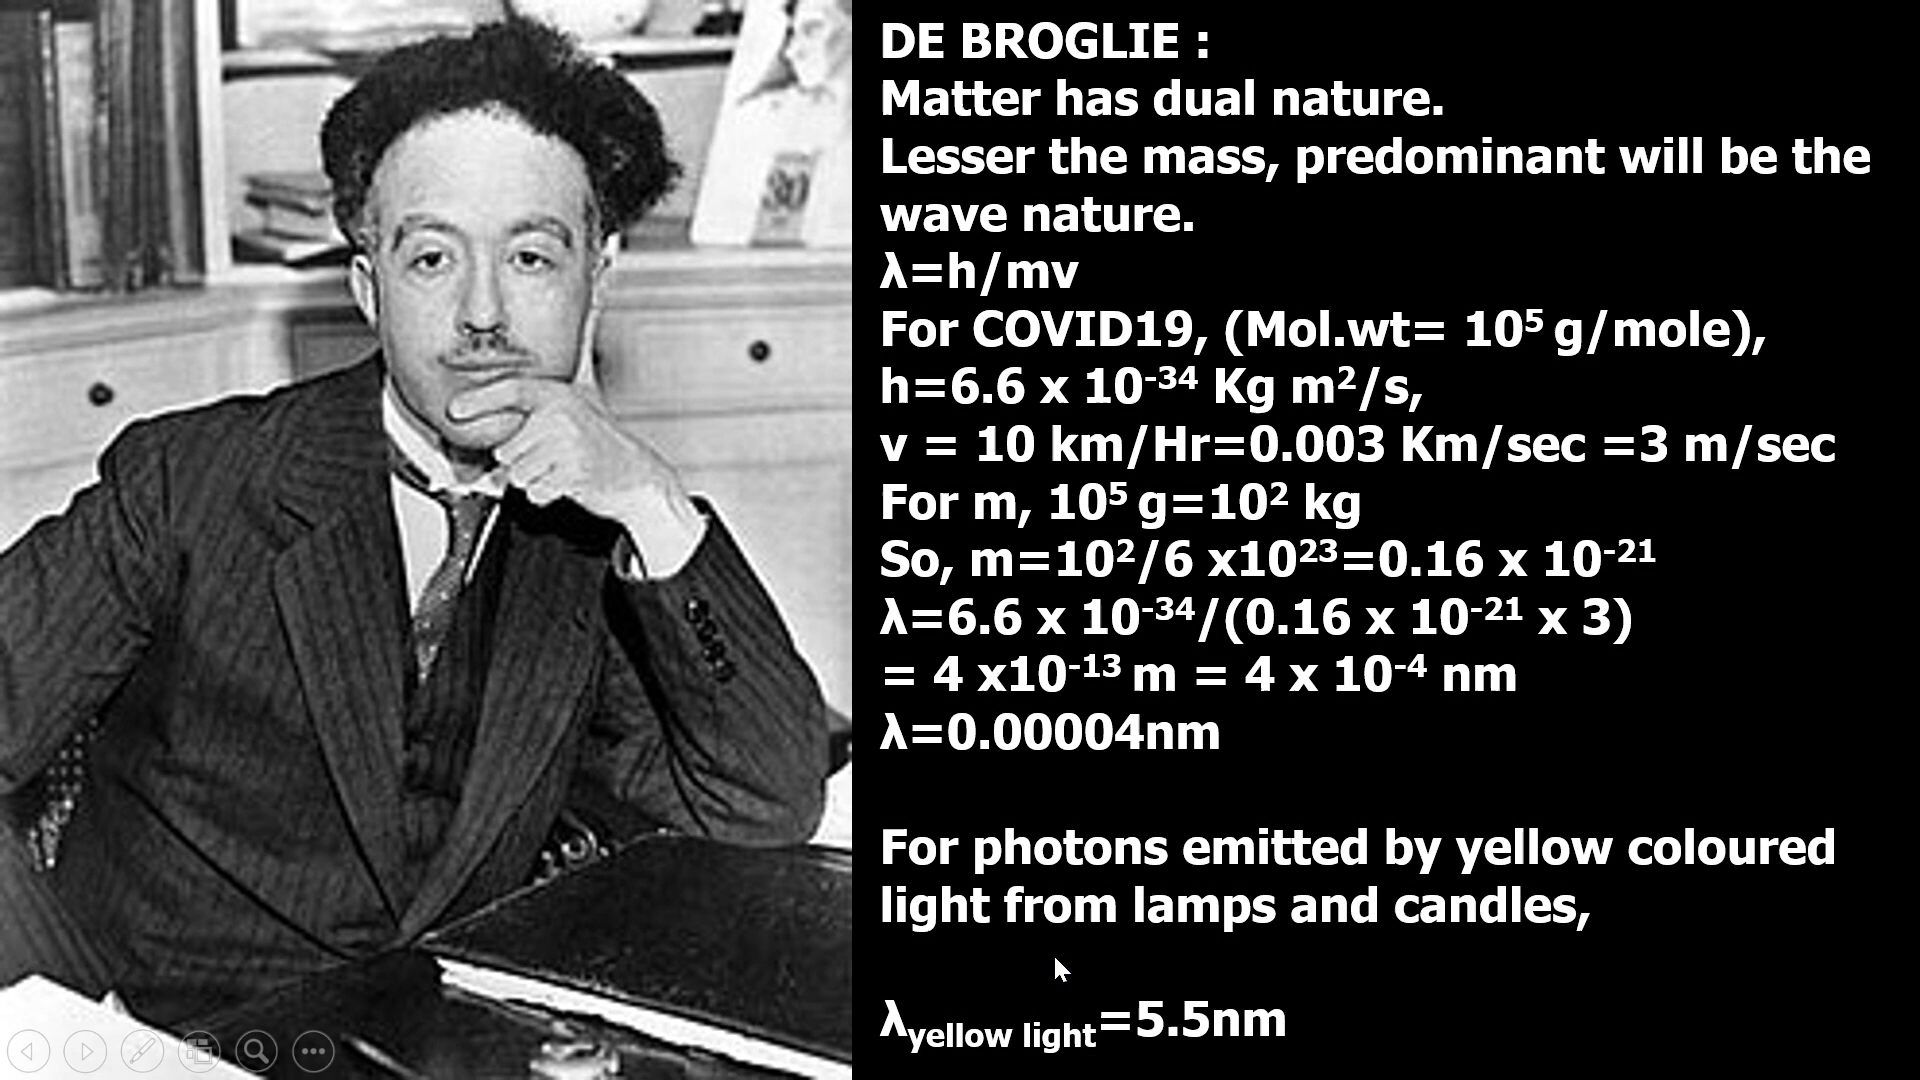 DE BROGLIE :
Matter has dual nature.
Lesser the mass, predominant will be the
wave nature.
λ=h/mv
For COVID19, (Mol.wt= 10⁵ g/mole),
h=6.6 x 10⁻³⁴ Kg m²/s,
v = 10 km/Hr=0.003 Km/sec =3 m/sec
For m, 10⁵ g=10² kg
So, m=10²/6 x10²³=0.16 x 10⁻²¹
λ=6.6 x 10⁻³⁴/(0.16 x 10⁻²¹ x 3)
= 4 x10⁻¹³ m = 4 x 10⁻⁴ nm
λ=0.00004nm
For photons emitted by yellow coloured
light from lamps and candles,
λyellow light=5.5nm